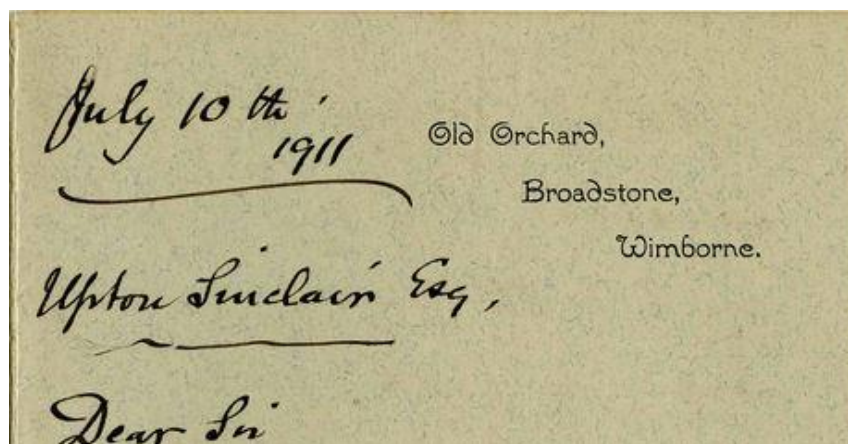 July 10th.
1911
Old Orchard,
Broadstone,
Wimborne.
Upton Sinclair Esq,
Dear Sir